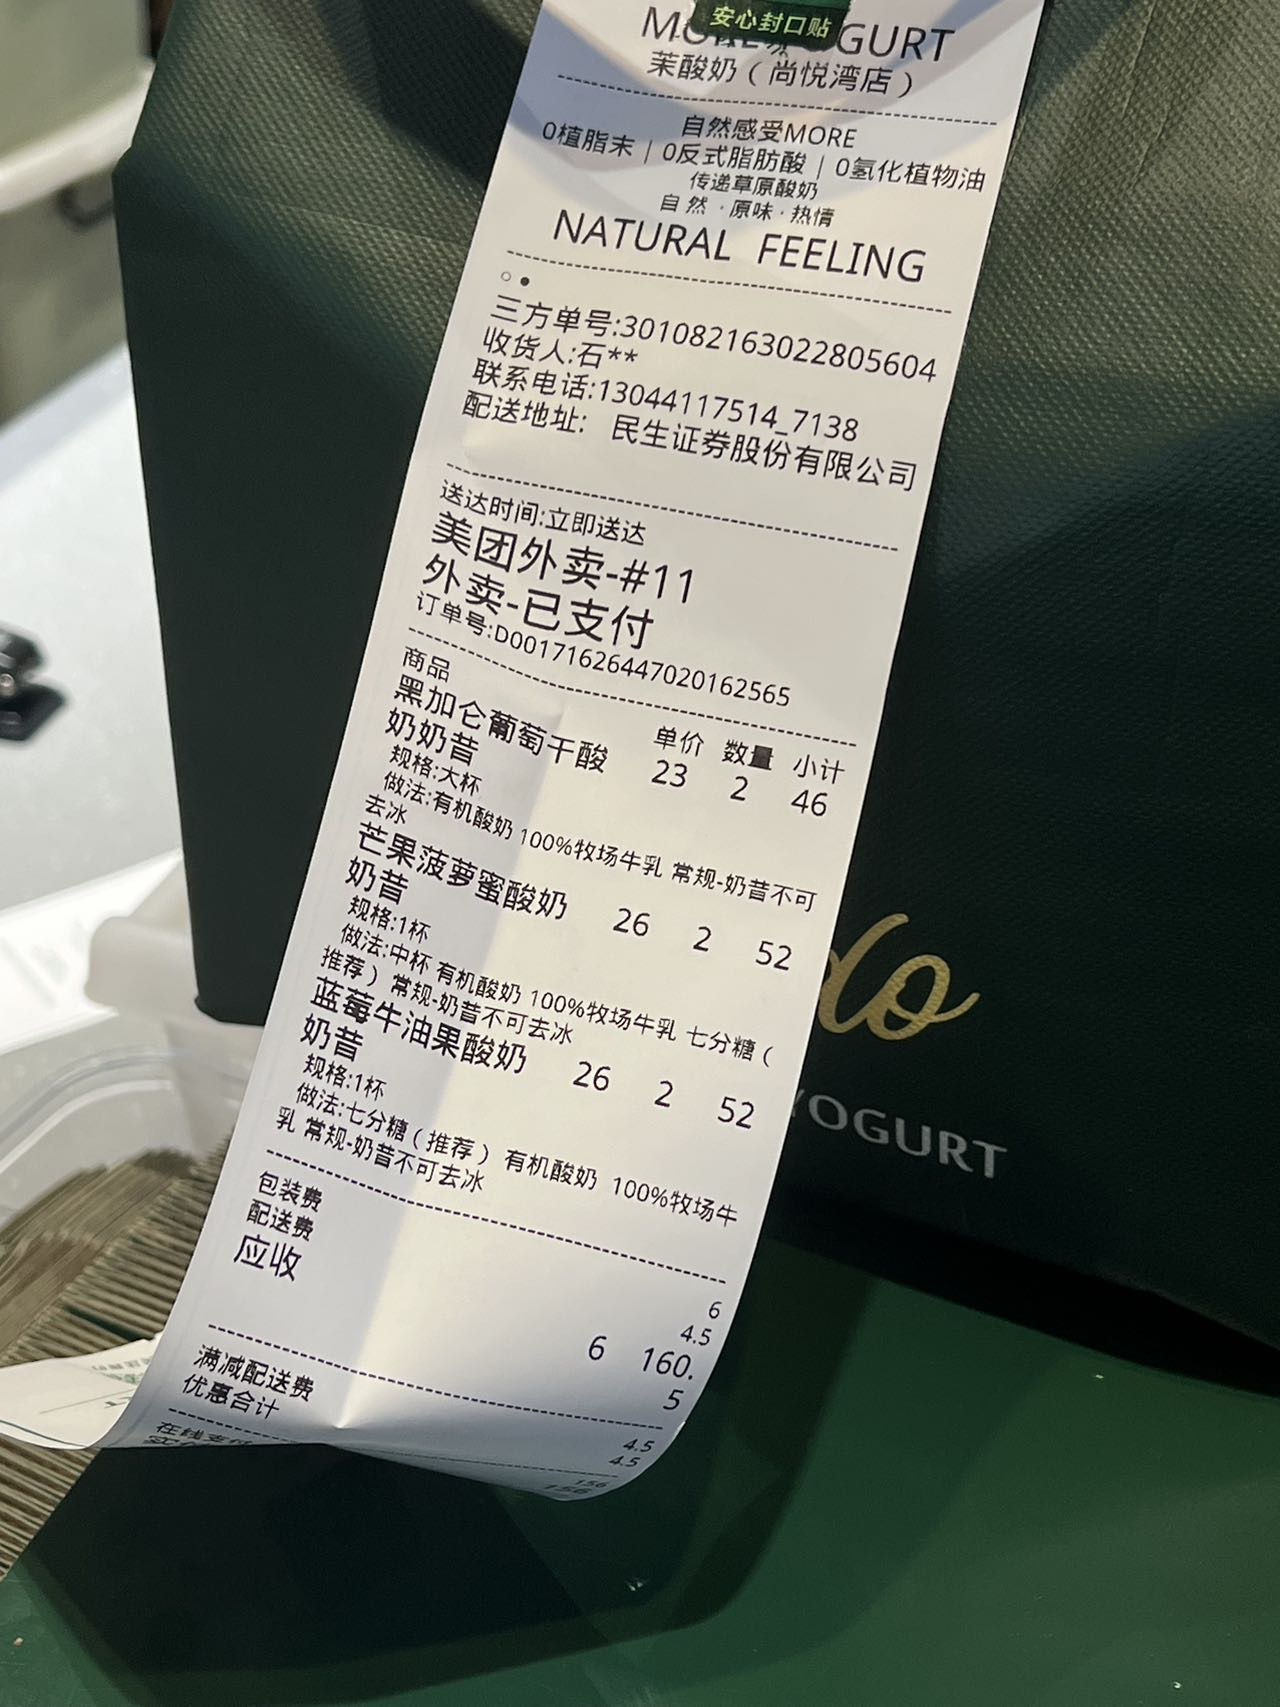 安心封口贴
GURT
茉酸奶（尚悦湾店）
自然感受MORE
0植脂末｜0反式脂肪酸｜0氢化植物油
传递草原酸奶
自然·原味·热情
NATURAL FEELING
三方单号:301082163022805604
收货人:石**
联系电话:13044117514_7138
配送地址: 民生证券股份有限公司
送达时间:立即送达
美团外卖-#11
外卖-已支付
订单号:D00171626447020162565
商品 单价 数量 小计
黑加仑葡萄干酸 23 2 46
奶奶昔
规格:大杯
做法:有机酸奶 100%牧场牛乳 常规-奶昔不可
去冰
芒果菠萝蜜酸奶 26 2 52
奶昔
规格:1杯
做法:中杯 有机酸奶 100%牧场牛乳 七分糖（
推荐） 常规-奶昔不可去冰
蓝莓牛油果酸奶 26 2 52
奶昔
规格:1杯
做法:七分糖（推荐） 有机酸奶 100%牧场牛
乳 常规-奶昔不可去冰
包装费 6
配送费 4.5
应收 6 160.
5
满减配送费 4.5
优惠合计 4.5
在线支付 156
156
lo
YOGURT